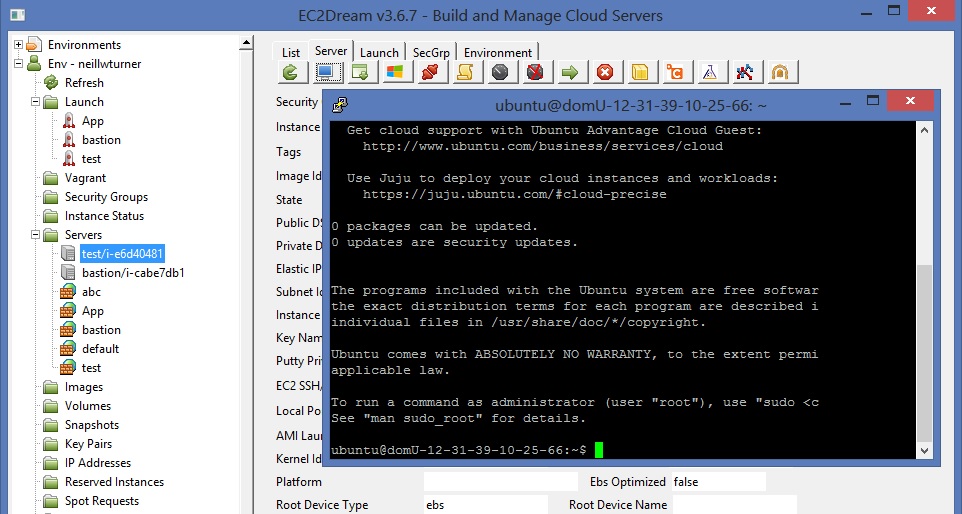 EC2Dream v3.6.7 - Build and Manage Cloud Servers
Environments
Env - neillwturner
Refresh
Launch
App
bastion
test
Vagrant
Security Groups
Instance Status
Servers
test/i-e6d40481
bastion/i-cabe7db1
abc
App
bastion
default
test
Images
Volumes
Snapshots
Key Pairs
IP Addresses
Reserved Instances
Spot Requests
List Server Launch SecGrp Environment
Security
Instance
Tags
Image Id
State
Public
Private
Elastic IP
Subnet
Instance
Key
Putty
EC2 SSH/
Local
AMI
Kernel
Platform Ebs Optimized false
Root Device Type ebs Root Device Name
ubuntu@domU-12-31-39-10-25-66: ~
Get cloud support with Ubuntu Advantage Cloud Guest:
http://www.ubuntu.com/business/services/cloud
Use Juju to deploy your cloud instances and workloads:
https://juju.ubuntu.com/#cloud-precise
0 packages can be updated.
0 updates are security updates.
The programs included with the Ubuntu system are free softwar
the exact distribution terms for each program are described i
individual files in /usr/share/doc/*/copyright.
Ubuntu comes with ABSOLUTELY NO WARRANTY, to the extent permi
applicable law.
To run a command as administrator (user "root"), use "sudo <c
See "man sudo_root" for details.
ubuntu@domU-12-31-39-10-25-66:~$